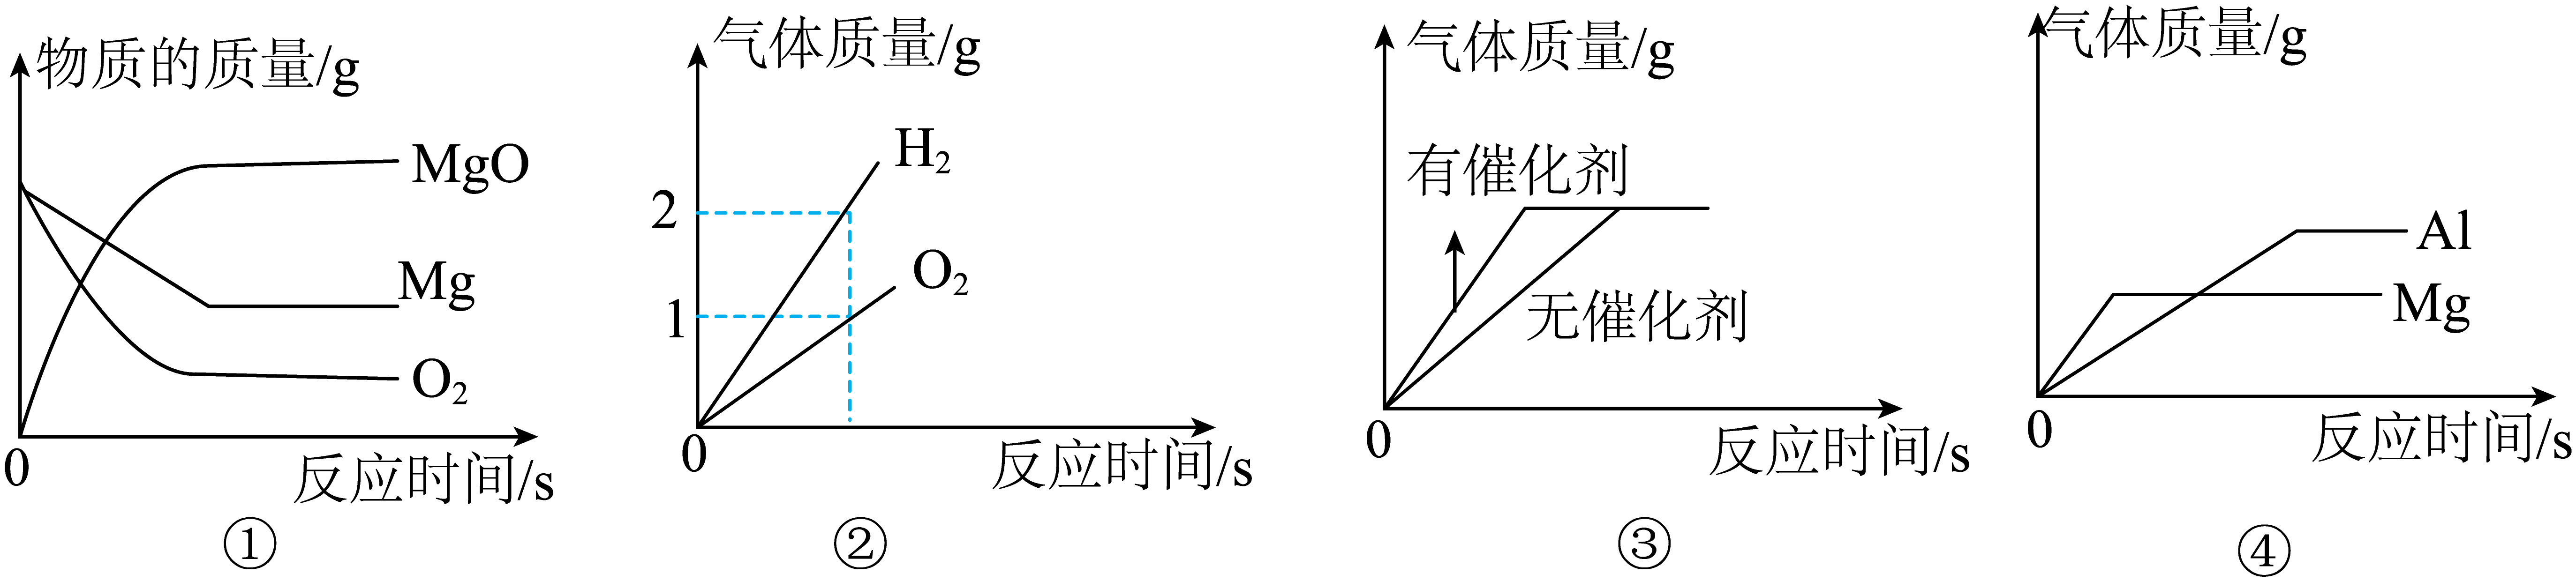 物质的质量/g
MgO
Mg
O₂
0
反应时间/s
①
气体质量/g
H₂
2
O₂
1
0
反应时间/s
②
气体质量/g
有催化剂
无催化剂
0
反应时间/s
③
气体质量/g
Al
Mg
0
反应时间/s
④